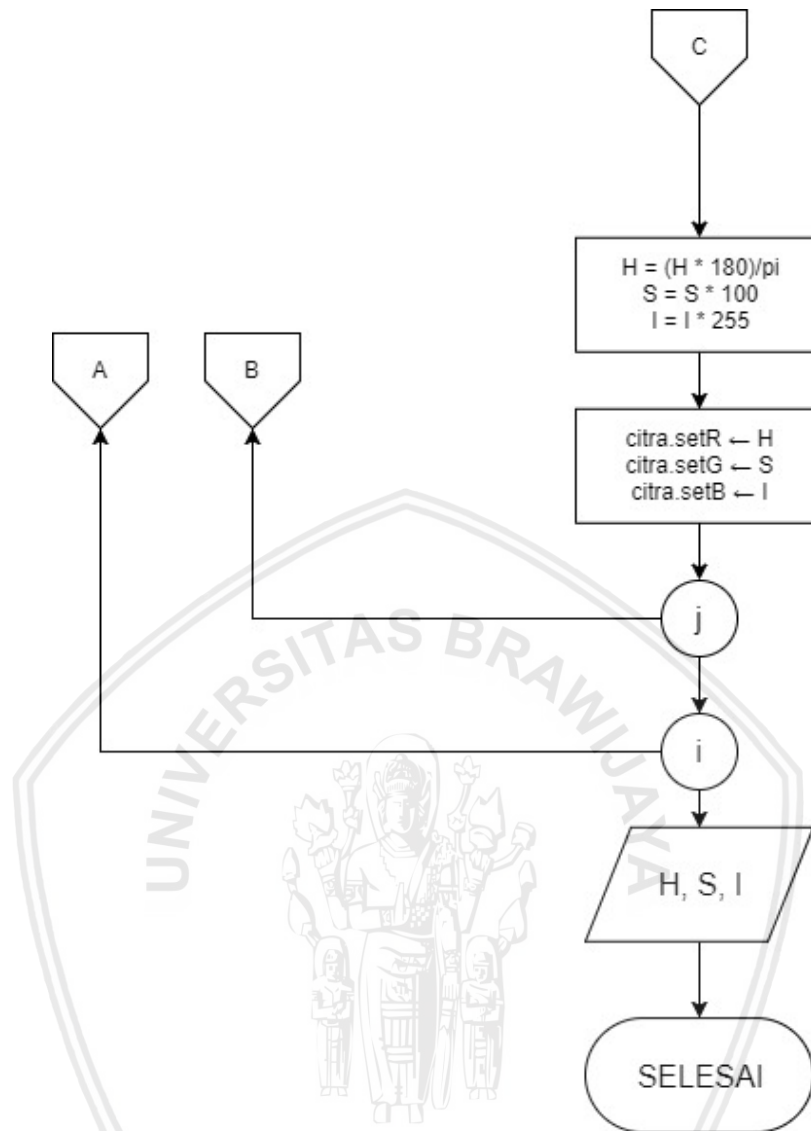 C
H = (H * 180)/pi
S = S * 100
I = I * 255
A
B
citra.setR ← H
citra.setG ← S
citra.setB ← I
j
i
H, S, I
SELESAI
UNIVERSITAS BRAWIJAYA